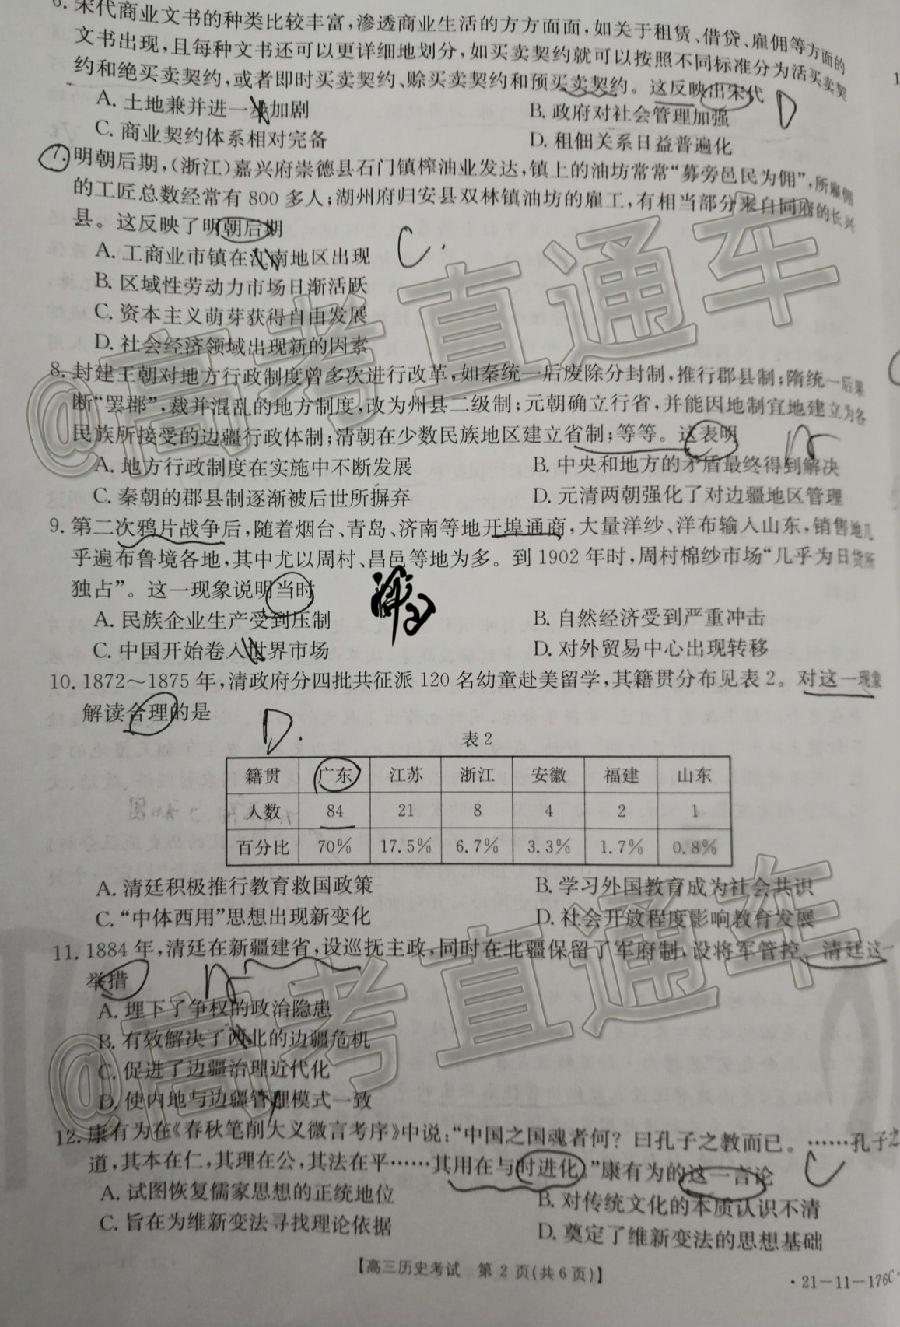 6. 宋代商业文书的种类比较丰富，渗透商业生活的方方面面，如关于租赁、借贷、雇佣等方面的
文书出现，且每种文书还可以更详细地划分，如买卖契约就可以按照不同标准分为活买卖契
约和绝买卖契约，或者即时买卖契约、赊买卖契约和预买卖契约。这反映出宋代
A. 土地兼并进一步加剧
B. 政府对社会管理加强
D
C. 商业契约体系相对完备
D. 租佃关系日益普遍化
7. 明朝后期，（浙江）嘉兴府崇德县石门镇榨油业发达，镇上的油坊常常“募旁邑民为佣”，所雇佣
的工匠总数经常有 800 多人；湖州府归安县双林镇油坊的雇工，有相当部分来自同府的长兴
县。这反映了明朝后期
A. 工商业市镇在江南地区出现
C.
B. 区域性劳动力市场日渐活跃
C. 资本主义萌芽获得自由发展
D. 社会经济领域出现新的因素
8. 封建王朝对地方行政制度曾多次进行改革，如秦统一后废除分封制，推行郡县制；隋统一后果
断“罢郡”，裁并混乱的地方制度，改为州县二级制；元朝确立行省，并能因地制宜地建立为各
民族所接受的边疆行政体制；清朝在少数民族地区建立省制；等等。这表明
A. 地方行政制度在实施中不断发展
B. 中央和地方的矛盾最终得到解决
C. 秦朝的郡县制逐渐被后世所摒弃
D. 元清两朝强化了对边疆地区管理
9. 第二次鸦片战争后，随着烟台、青岛、济南等地开埠通商，大量洋纱、洋布输入山东，销售地几
乎遍布鲁境各地，其中尤以周村、昌邑等地为多。到 1902 年时，周村棉纱市场“几乎为日货所
独占”。这一现象说明当时
A. 民族企业生产受到压制
B. 自然经济受到严重冲击
C. 中国开始卷入世界市场
D. 对外贸易中心出现转移
10. 1872～1875 年，清政府分四批共征派 120 名幼童赴美留学，其籍贯分布见表 2。对这一现象
解读合理的是
D.
表 2
籍贯 广东 江苏 浙江 安徽 福建 山东
人数 84 21 8 4 2 1
百分比 70% 17.5% 6.7% 3.3% 1.7% 0.8%
A. 清廷积极推行教育救国政策
B. 学习外国教育成为社会共识
C. “中体西用”思想出现新变化
D. 社会开放程度影响教育发展
11. 1884 年，清廷在新疆建省，设巡抚主政，同时在北疆保留了军府制，设将军管控。清廷这一
举措
A. 埋下了争权的政治隐患
B. 有效解决了西北的边疆危机
C. 促进了边疆治理近代化
D. 使内地与边疆管理模式一致
12. 康有为在《春秋笔削大义微言考序》中说：“中国之国魂者何？曰孔子之教而已。……孔子之
道，其本在仁，其理在公，其法在平……其用在与时进化。”康有为的这一言论
C
A. 试图恢复儒家思想的正统地位
B. 对传统文化的本质认识不清
C. 旨在为维新变法寻找理论依据
D. 奠定了维新变法的思想基础
【高三历史考试 第 2 页（共 6 页）】
·21-11-176C·
@高考直通车
@高考直通车